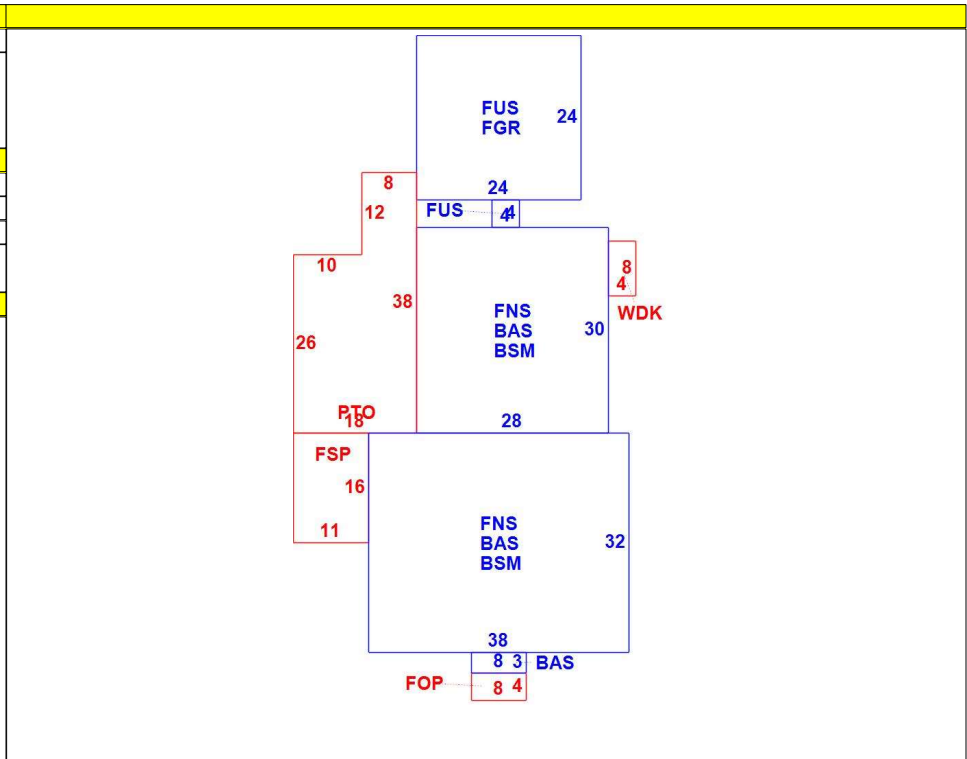 FUS
FGR
24
24
8
FUS
4
4
12
10
8
4
WDK
38
FNS
BAS
BSM
30
26
28
PTO
18
FSP
16
11
FNS
BAS
BSM
32
38
8 3 BAS
FOP 8 4